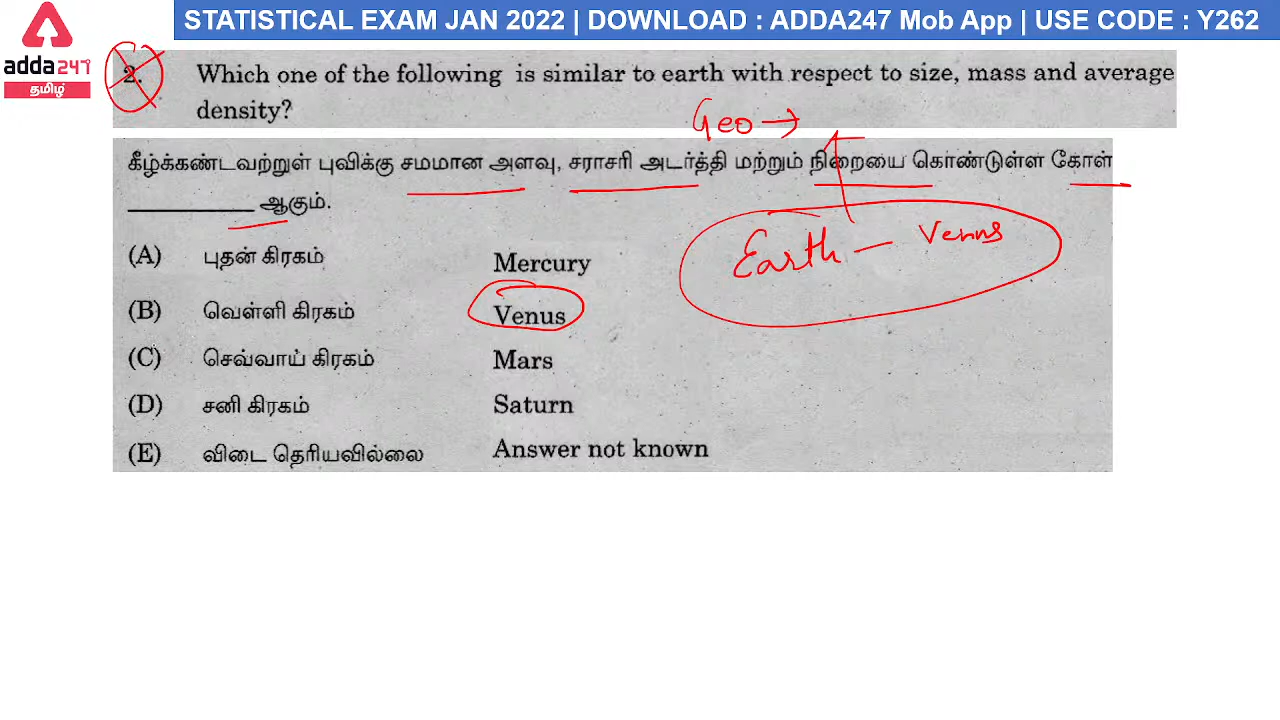 STATISTICAL EXAM JAN 2022 | DOWNLOAD : ADDA247 Mob App | USE CODE : Y262
adda247
தமிழ்
2. Which one of the following is similar to earth with respect to size, mass and average
density?
Geo →
கீழ்க்கண்டவற்றுள் புவிக்கு சமமான அளவு, சராசரி அடர்த்தி மற்றும் நிறையை கொண்டுள்ள கோள்
____________ ஆகும்.
Earth — Venus
(A) புதன் கிரகம் Mercury
(B) வெள்ளி கிரகம் Venus
(C) செவ்வாய் கிரகம் Mars
(D) சனி கிரகம் Saturn
(E) விடை தெரியவில்லை Answer not known